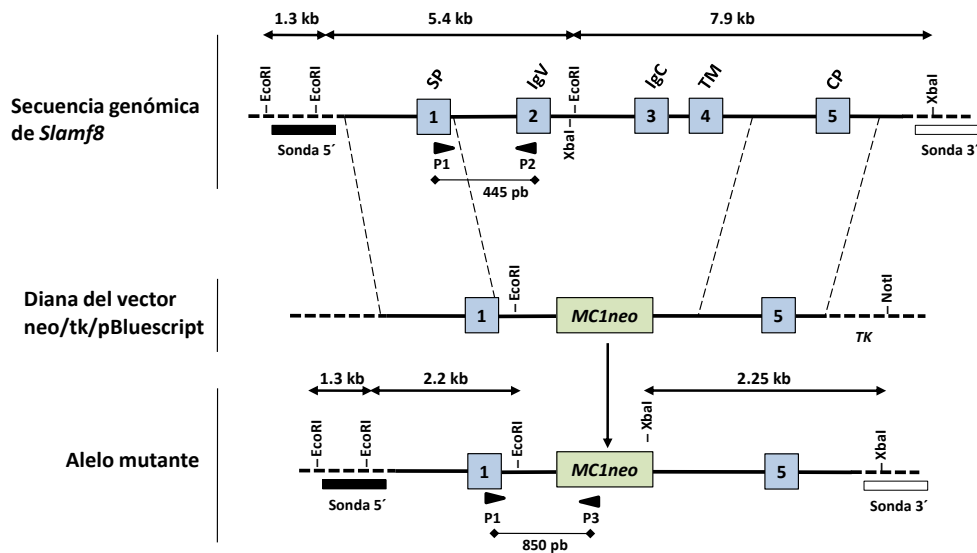 1.3 kb 5.4 kb 7.9 kb
EcoRI EcoRI SP IgV EcoRI IgC TM CP XbaI
Secuencia genómica
de Slamf8
1 2 3 4 5
XbaI
Sonda 5´ P1 P2 Sonda 3´
445 pb
Diana del vector
neo/tk/pBluescript
EcoRI NotI
1 MC1neo 5
TK
1.3 kb 2.2 kb 2.25 kb
EcoRI EcoRI EcoRI XbaI XbaI
Alelo mutante
1 MC1neo 5
Sonda 5´ P1 P3 Sonda 3´
850 pb